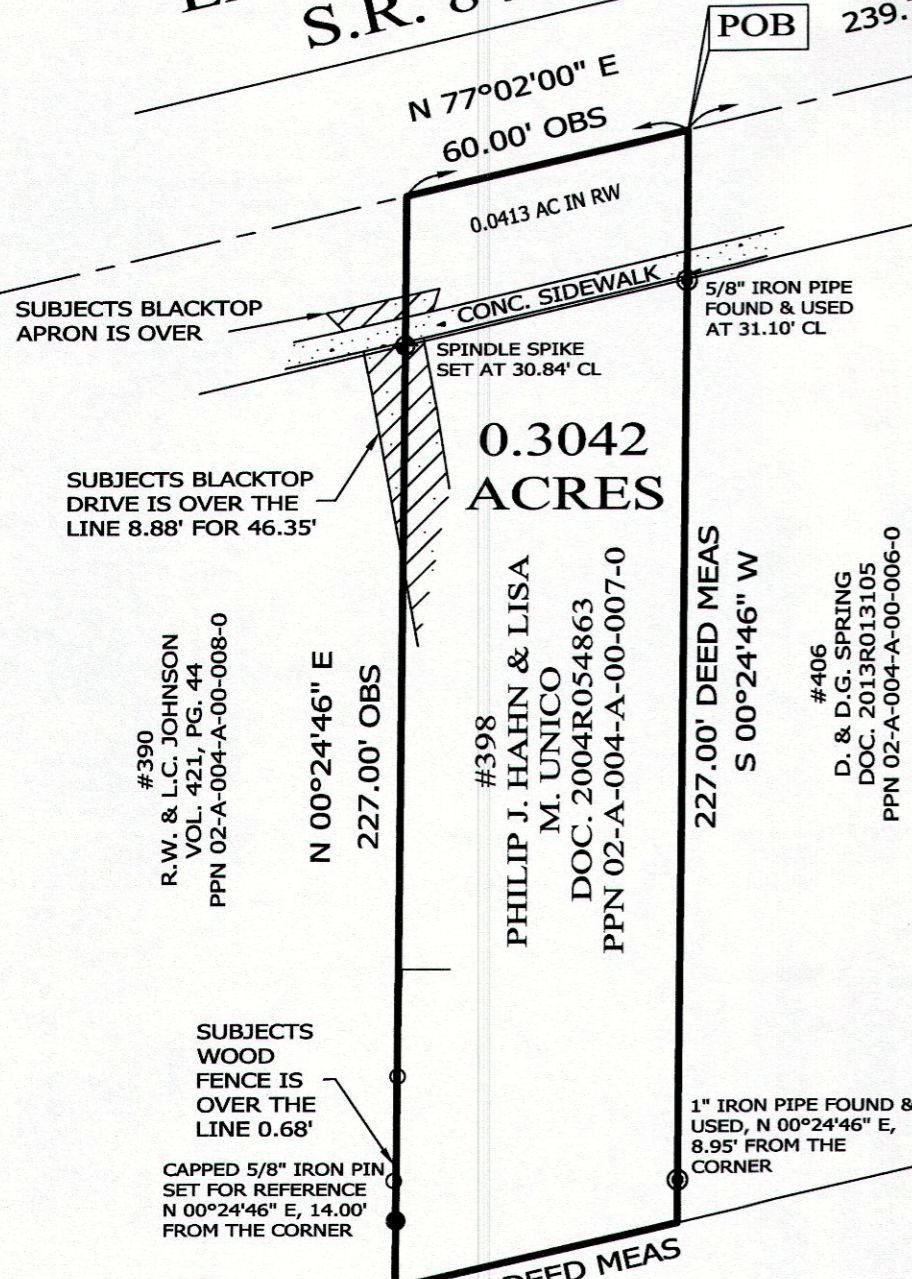 S.R.
POB
239.
N 77°02'00" E
60.00' OBS
0.0413 AC IN RW
SUBJECTS BLACKTOP
APRON IS OVER
CONC. SIDEWALK
5/8" IRON PIPE
FOUND & USED
AT 31.10' CL
SPINDLE SPIKE
SET AT 30.84' CL
0.3042
ACRES
SUBJECTS BLACKTOP
DRIVE IS OVER THE
LINE 8.88' FOR 46.35'
#390
R.W. & L.C. JOHNSON
VOL. 421, PG. 44
PPN 02-A-004-A-00-008-0
N 00°24'46" E
227.00' OBS
#398
PHILIP J. HAHN & LISA
M. UNICO
DOC. 2004R054863
PPN 02-A-004-A-00-007-0
227.00' DEED MEAS
S 00°24'46" W
#406
D. & D.G. SPRING
DOC. 2013R013105
PPN 02-A-004-A-00-006-0
SUBJECTS
WOOD
FENCE IS
OVER THE
LINE 0.68'
CAPPED 5/8" IRON PIN
SET FOR REFERENCE
N 00°24'46" E, 14.00'
FROM THE CORNER
1" IRON PIPE FOUND &
USED, N 00°24'46" E,
8.95' FROM THE
CORNER
DEED MEAS